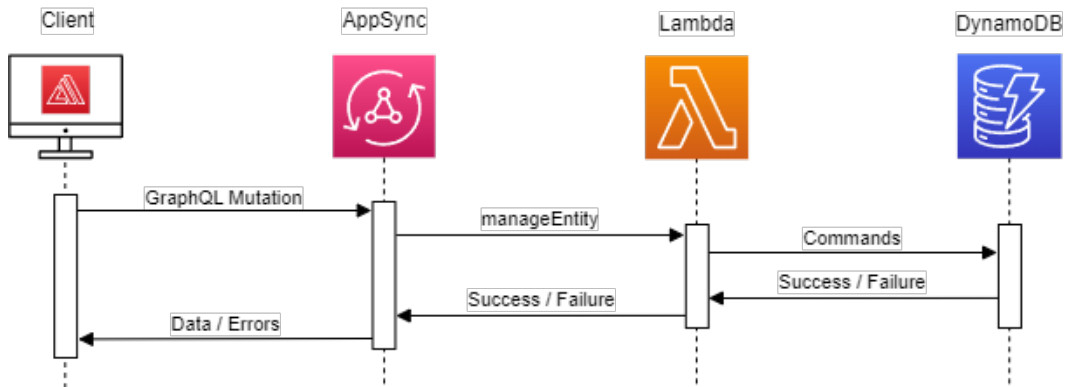 Client
AppSync
Lambda
DynamoDB
GraphQL Mutation
manageEntity
Commands
Success / Failure
Success / Failure
Data / Errors